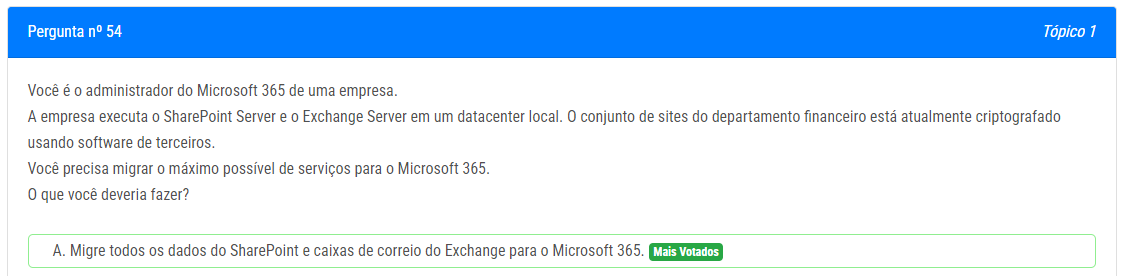 Pergunta nº 54
Tópico 1
Você é o administrador do Microsoft 365 de uma empresa.
A empresa executa o SharePoint Server e o Exchange Server em um datacenter local. O conjunto de sites do departamento financeiro está atualmente criptografado
usando software de terceiros.
Você precisa migrar o máximo possível de serviços para o Microsoft 365.
O que você deveria fazer?
A. Migre todos os dados do SharePoint e caixas de correio do Exchange para o Microsoft 365. Mais Votados